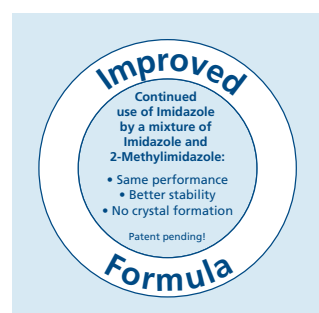 Improved
Continued
use of Imidazole
by a mixture of
Imidazole and
2-Methylimidazole:
• Same performance
• Better stability
• No crystal formation
Patent pending!
Formula